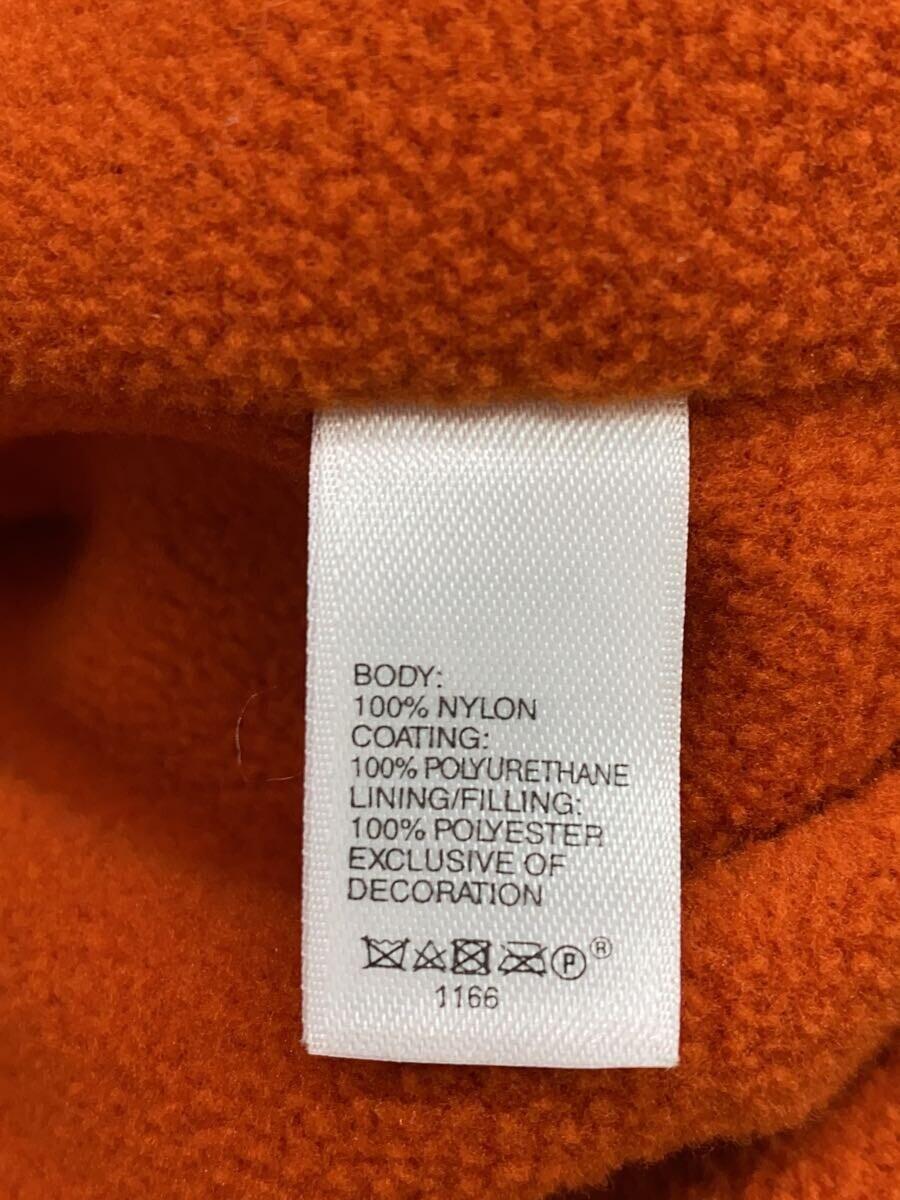 BODY:
100% NYLON
COATING:
100% POLYURETHANE
LINING/FILLING:
100% POLYESTER
EXCLUSIVE OF
DECORATION
P ®
1166